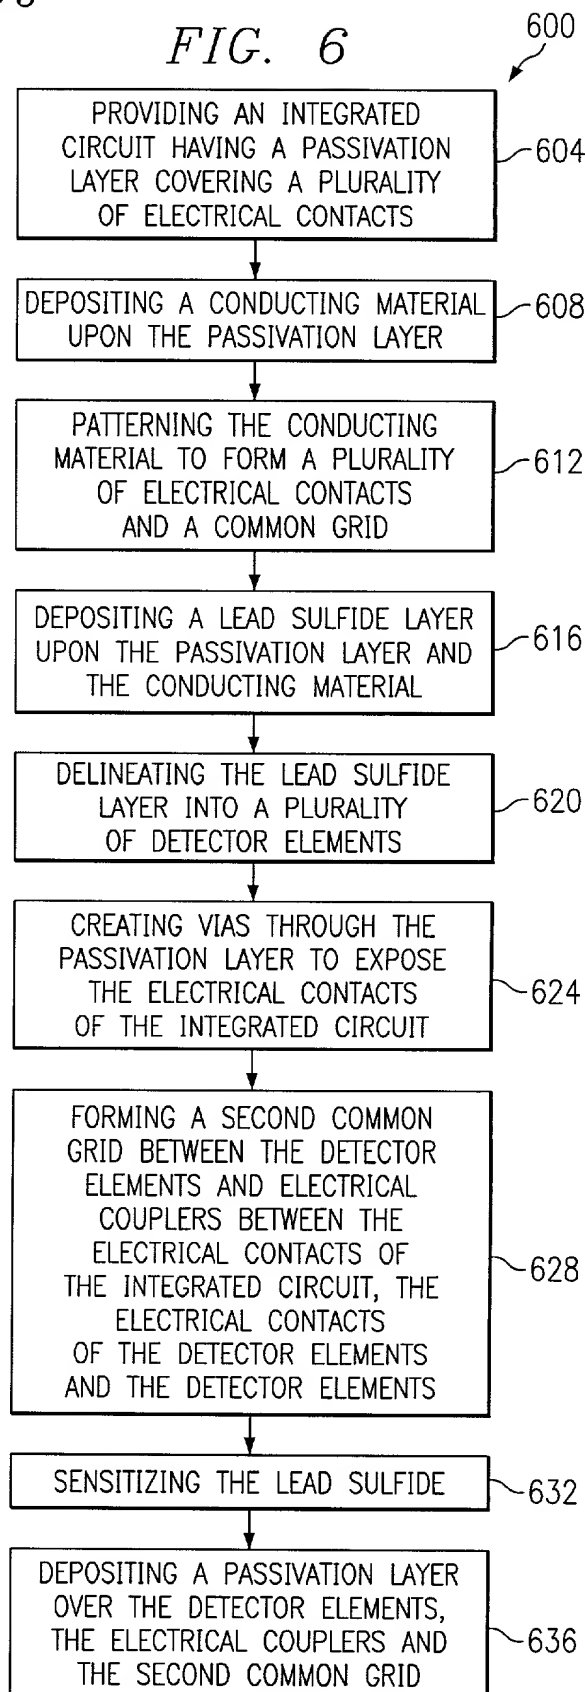 FIG. 6
600
PROVIDING AN INTEGRATED
CIRCUIT HAVING A PASSIVATION
LAYER COVERING A PLURALITY
OF ELECTRICAL CONTACTS
604
DEPOSITING A CONDUCTING MATERIAL
UPON THE PASSIVATION LAYER
608
PATTERNING THE CONDUCTING
MATERIAL TO FORM A PLURALITY
OF ELECTRICAL CONTACTS
AND A COMMON GRID
612
DEPOSITING A LEAD SULFIDE LAYER
UPON THE PASSIVATION LAYER AND
THE CONDUCTING MATERIAL
616
DELINEATING THE LEAD SULFIDE
LAYER INTO A PLURALITY
OF DETECTOR ELEMENTS
620
CREATING VIAS THROUGH THE
PASSIVATION LAYER TO EXPOSE
THE ELECTRICAL CONTACTS
OF THE INTEGRATED CIRCUIT
624
FORMING A SECOND COMMON
GRID BETWEEN THE DETECTOR
ELEMENTS AND ELECTRICAL
COUPLERS BETWEEN THE
ELECTRICAL CONTACTS OF
THE INTEGRATED CIRCUIT, THE
ELECTRICAL CONTACTS
OF THE DETECTOR ELEMENTS
AND THE DETECTOR ELEMENTS
628
SENSITIZING THE LEAD SULFIDE
632
DEPOSITING A PASSIVATION LAYER
OVER THE DETECTOR ELEMENTS,
THE ELECTRICAL COUPLERS AND
THE SECOND COMMON GRID
636